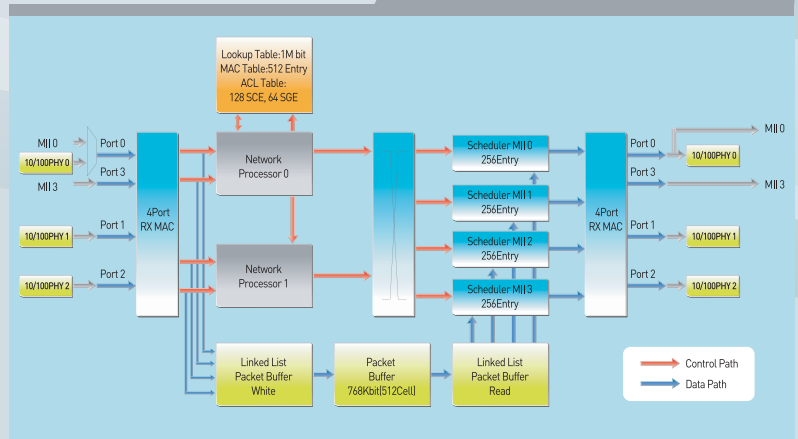 Lookup Table:1M bit
MAC Table:512 Entry
ACL Table:
128 SCE, 64 SGE
MII 0
10/100PHY 0
MII 3
10/100PHY 1
10/100PHY 2
Port 0
Port 3
Port 1
Port 2
4Port
RX MAC
Network
Processor 0
Network
Processor 1
Scheduler MII 0
256Entry
Scheduler MII 1
256Entry
Scheduler MII 2
256Entry
Scheduler MII 3
256Entry
4Port
RX MAC
Port 0
Port 3
Port 1
Port 2
MII 0
10/100PHY 0
MII 3
10/100PHY 1
10/100PHY 2
Linked List
Packet Buffer
White
Packet
Buffer
768Kbit(512Cell)
Linked List
Packet Buffer
Read
Control Path
Data Path